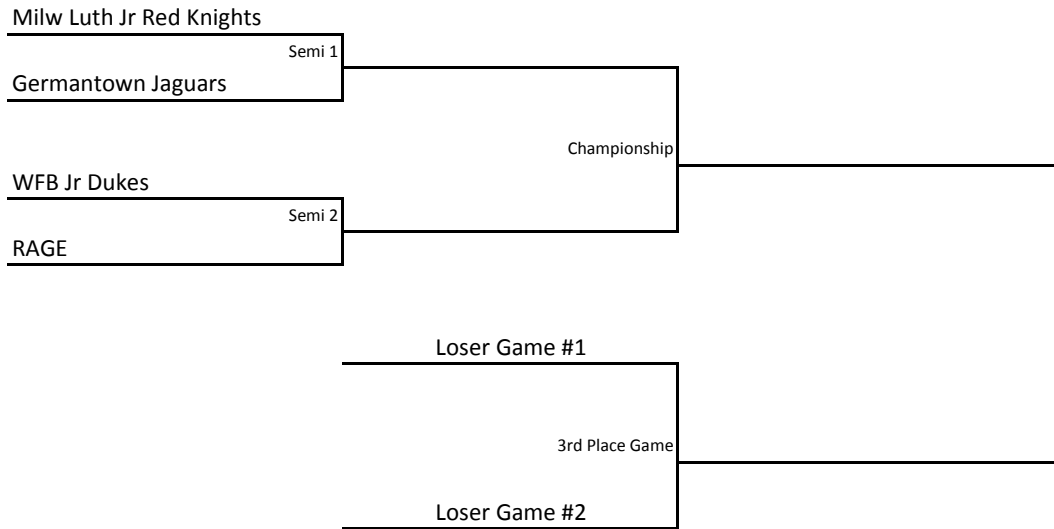 Milw Luth Jr Red Knights
Semi 1
Germantown Jaguars
Championship
WFB Jr Dukes
Semi 2
RAGE
Loser Game #1
3rd Place Game
Loser Game #2